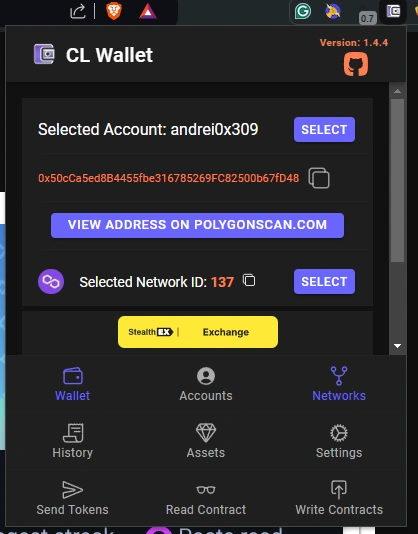 0.7
CL Wallet
Version: 1.4.4
Selected Account: andrei0x309
SELECT
0x50cCa5ed8B4455fbe316785269FC82500b67fD48
VIEW ADDRESS ON POLYGONSCAN.COM
Selected Network ID: 137
SELECT
StealthEX | Exchange
Wallet
Accounts
Networks
History
Assets
Settings
Send Tokens
Read Contract
Write Contracts